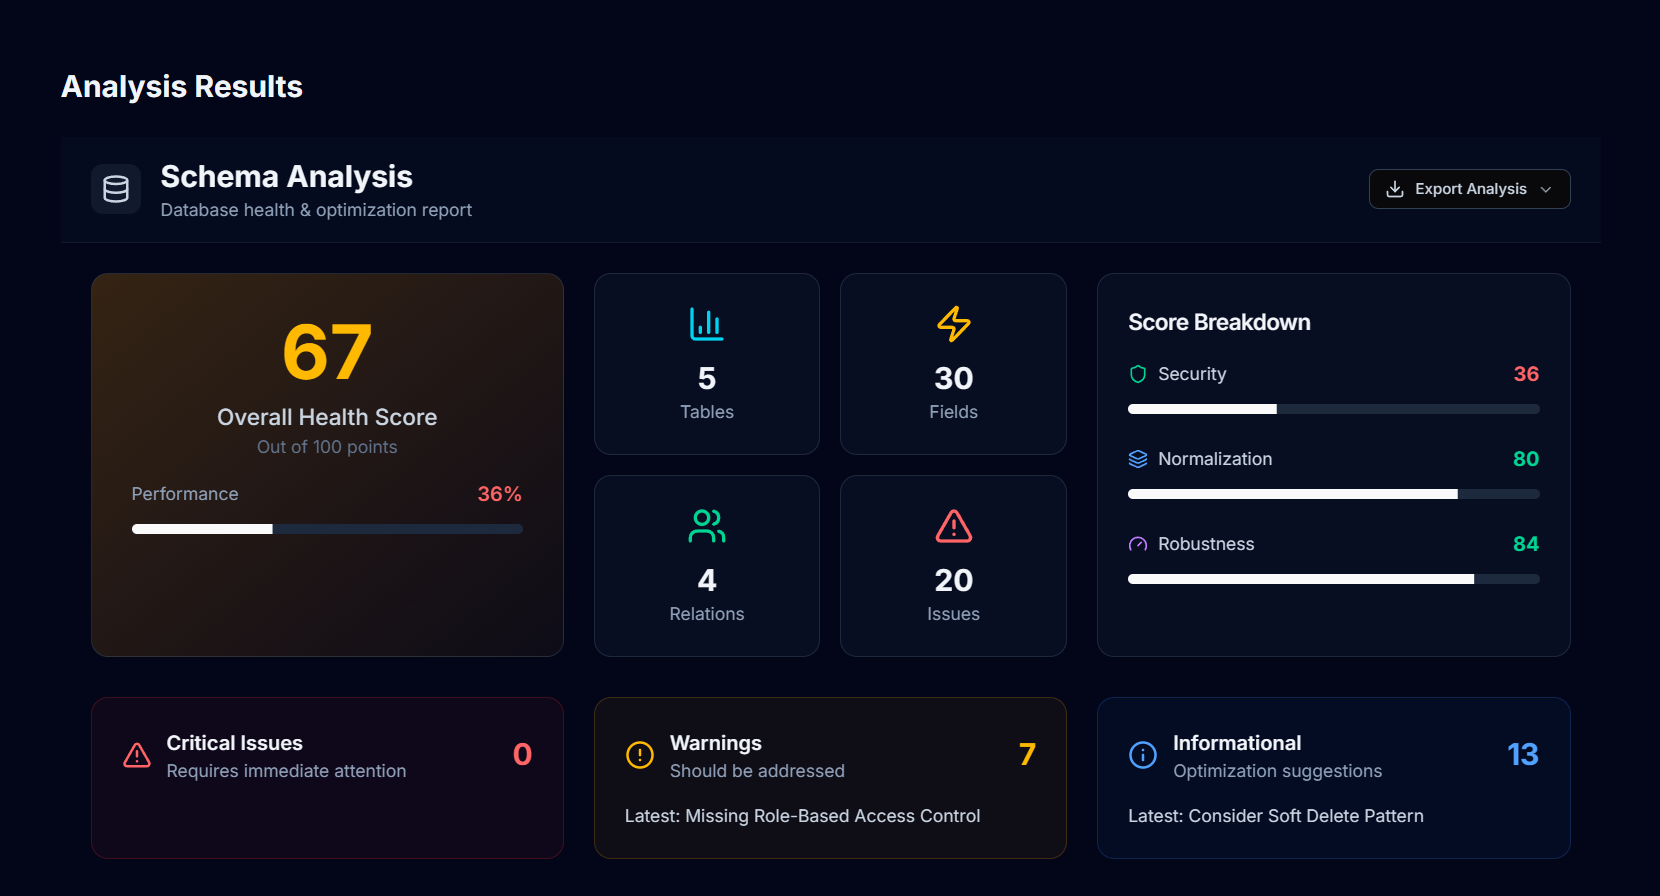 Analysis Results
Schema Analysis
Database health & optimization report
Export Analysis
67
Overall Health Score
Out of 100 points
Performance 36%
5
Tables
30
Fields
4
Relations
20
Issues
Score Breakdown
Security 36
Normalization 80
Robustness 84
Critical Issues
Requires immediate attention
0
Warnings
Should be addressed
7
Latest: Missing Role-Based Access Control
Informational
Optimization suggestions
13
Latest: Consider Soft Delete Pattern